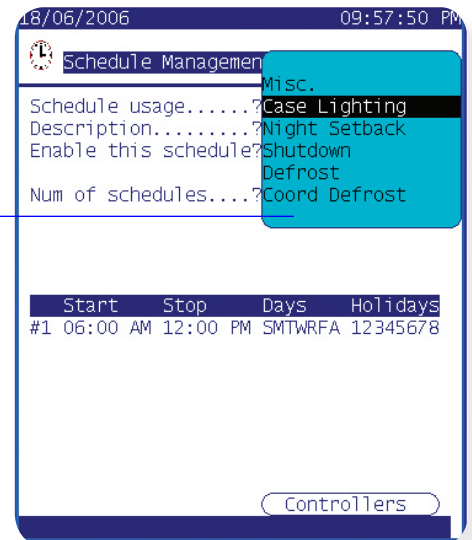 18/06/2006 09:57:50 PM
Schedule Managemen
Misc.
Schedule usage......?Case Lighting
Description.........?Night Setback
Enable this schedule?Shutdown
Defrost
Num of schedules....?Coord Defrost
Start Stop Days Holidays
#1 06:00 AM 12:00 PM SMTWRFA 12345678
Controllers